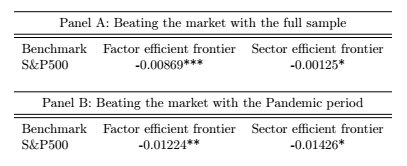 Panel A: Beating the market with the full sample
Benchmark Factor efficient frontier Sector efficient frontier
S&P500 -0.00869*** -0.00125*
Panel B: Beating the market with the Pandemic period
Benchmark Factor efficient frontier Sector efficient frontier
S&P500 -0.01224** -0.01426*